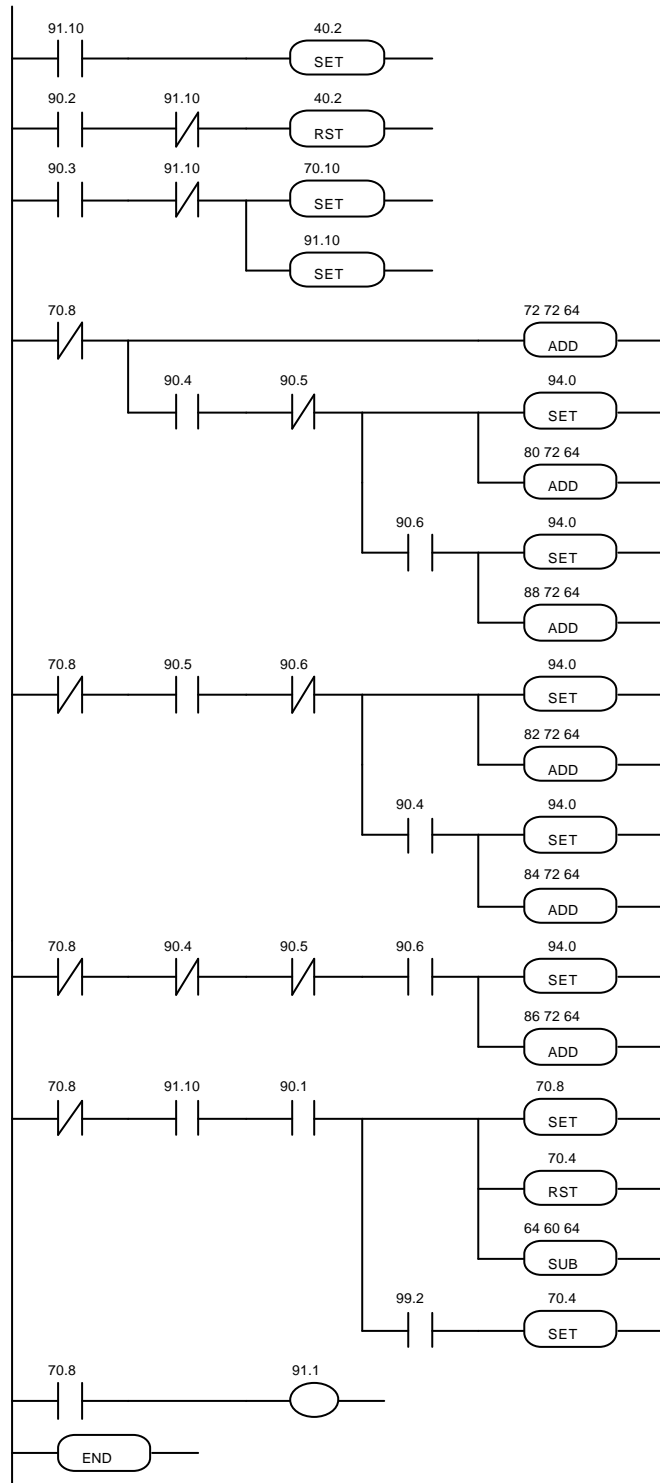 91.10 40.2
SET
90.2 91.10 40.2
RST
90.3 91.10 70.10
SET
91.10
SET
70.8 72 72 64
ADD
90.4 90.5 94.0
SET
80 72 64
ADD
90.6 94.0
SET
88 72 64
ADD
70.8 90.5 90.6 94.0
SET
82 72 64
ADD
90.4 94.0
SET
84 72 64
ADD
70.8 90.4 90.5 90.6 94.0
SET
86 72 64
ADD
70.8 91.10 90.1 70.8
SET
70.4
RST
64 60 64
SUB
99.2 70.4
SET
70.8 91.1
END